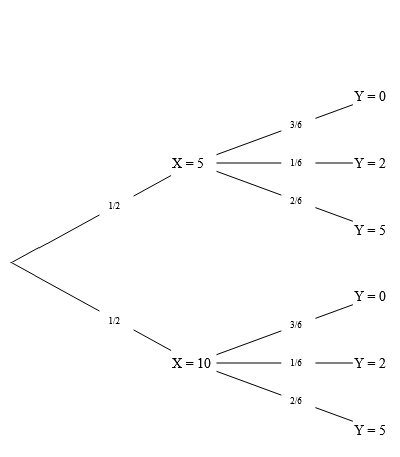 Y = 0
3/6
X = 5
1/6
Y = 2
1/2
2/6
Y = 5
Y = 0
1/2
3/6
X = 10
1/6
Y = 2
2/6
Y = 5